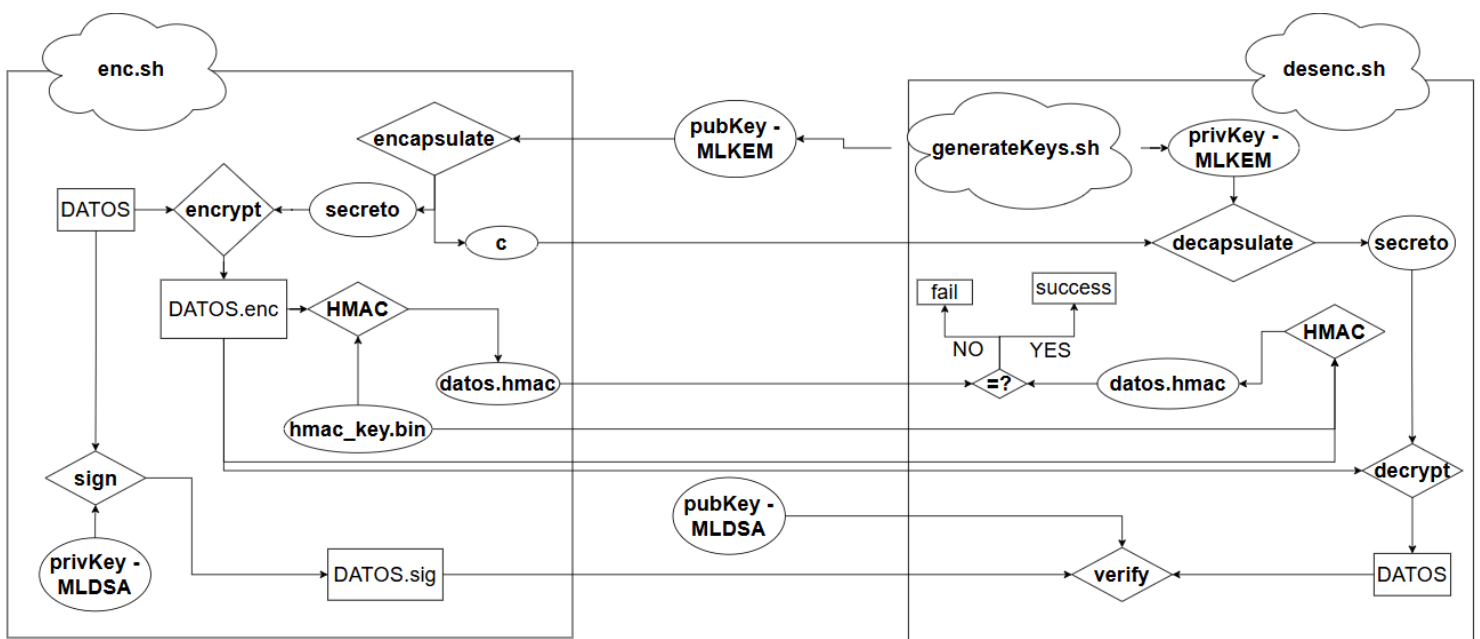 enc.sh
desenc.sh
encapsulate
pubKey -
MLKEM
generateKeys.sh
privKey -
MLKEM
DATOS
encrypt
secreto
c
decapsulate
secreto
DATOS.enc
HMAC
fail
success
NO
YES
HMAC
datos.hmac
=?
datos.hmac
hmac_key.bin
sign
decrypt
pubKey -
MLDSA
privKey -
MLDSA
DATOS.sig
verify
DATOS